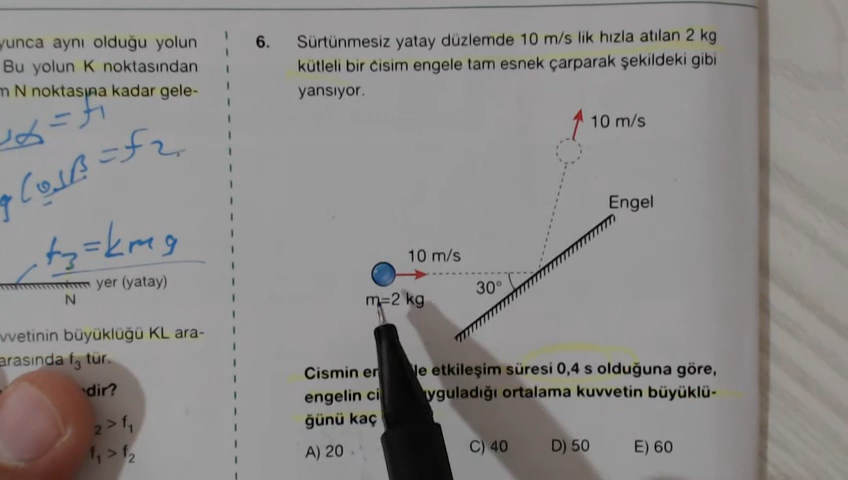 yunca aynı olduğu yolun
Bu yolun K noktasından
n N noktasına kadar gele-
= f1
g Cosβ = f2
f3 = kmg
yer (yatay)
N
vvetinin büyüklüğü KL ara-
arasında f3 tür.
dir?
2 > f1
f1 > f2
6. Sürtünmesiz yatay düzlemde 10 m/s lik hızla atılan 2 kg
kütleli bir cisim engele tam esnek çarparak şekildeki gibi
yansıyor.
10 m/s
Engel
10 m/s
30°
m=2 kg
Cismin en le etkileşim süresi 0,4 s olduğuna göre,
engelin ci uyguladığı ortalama kuvvetin büyüklü-
ğünü kaç
A) 20 C) 40 D) 50 E) 60